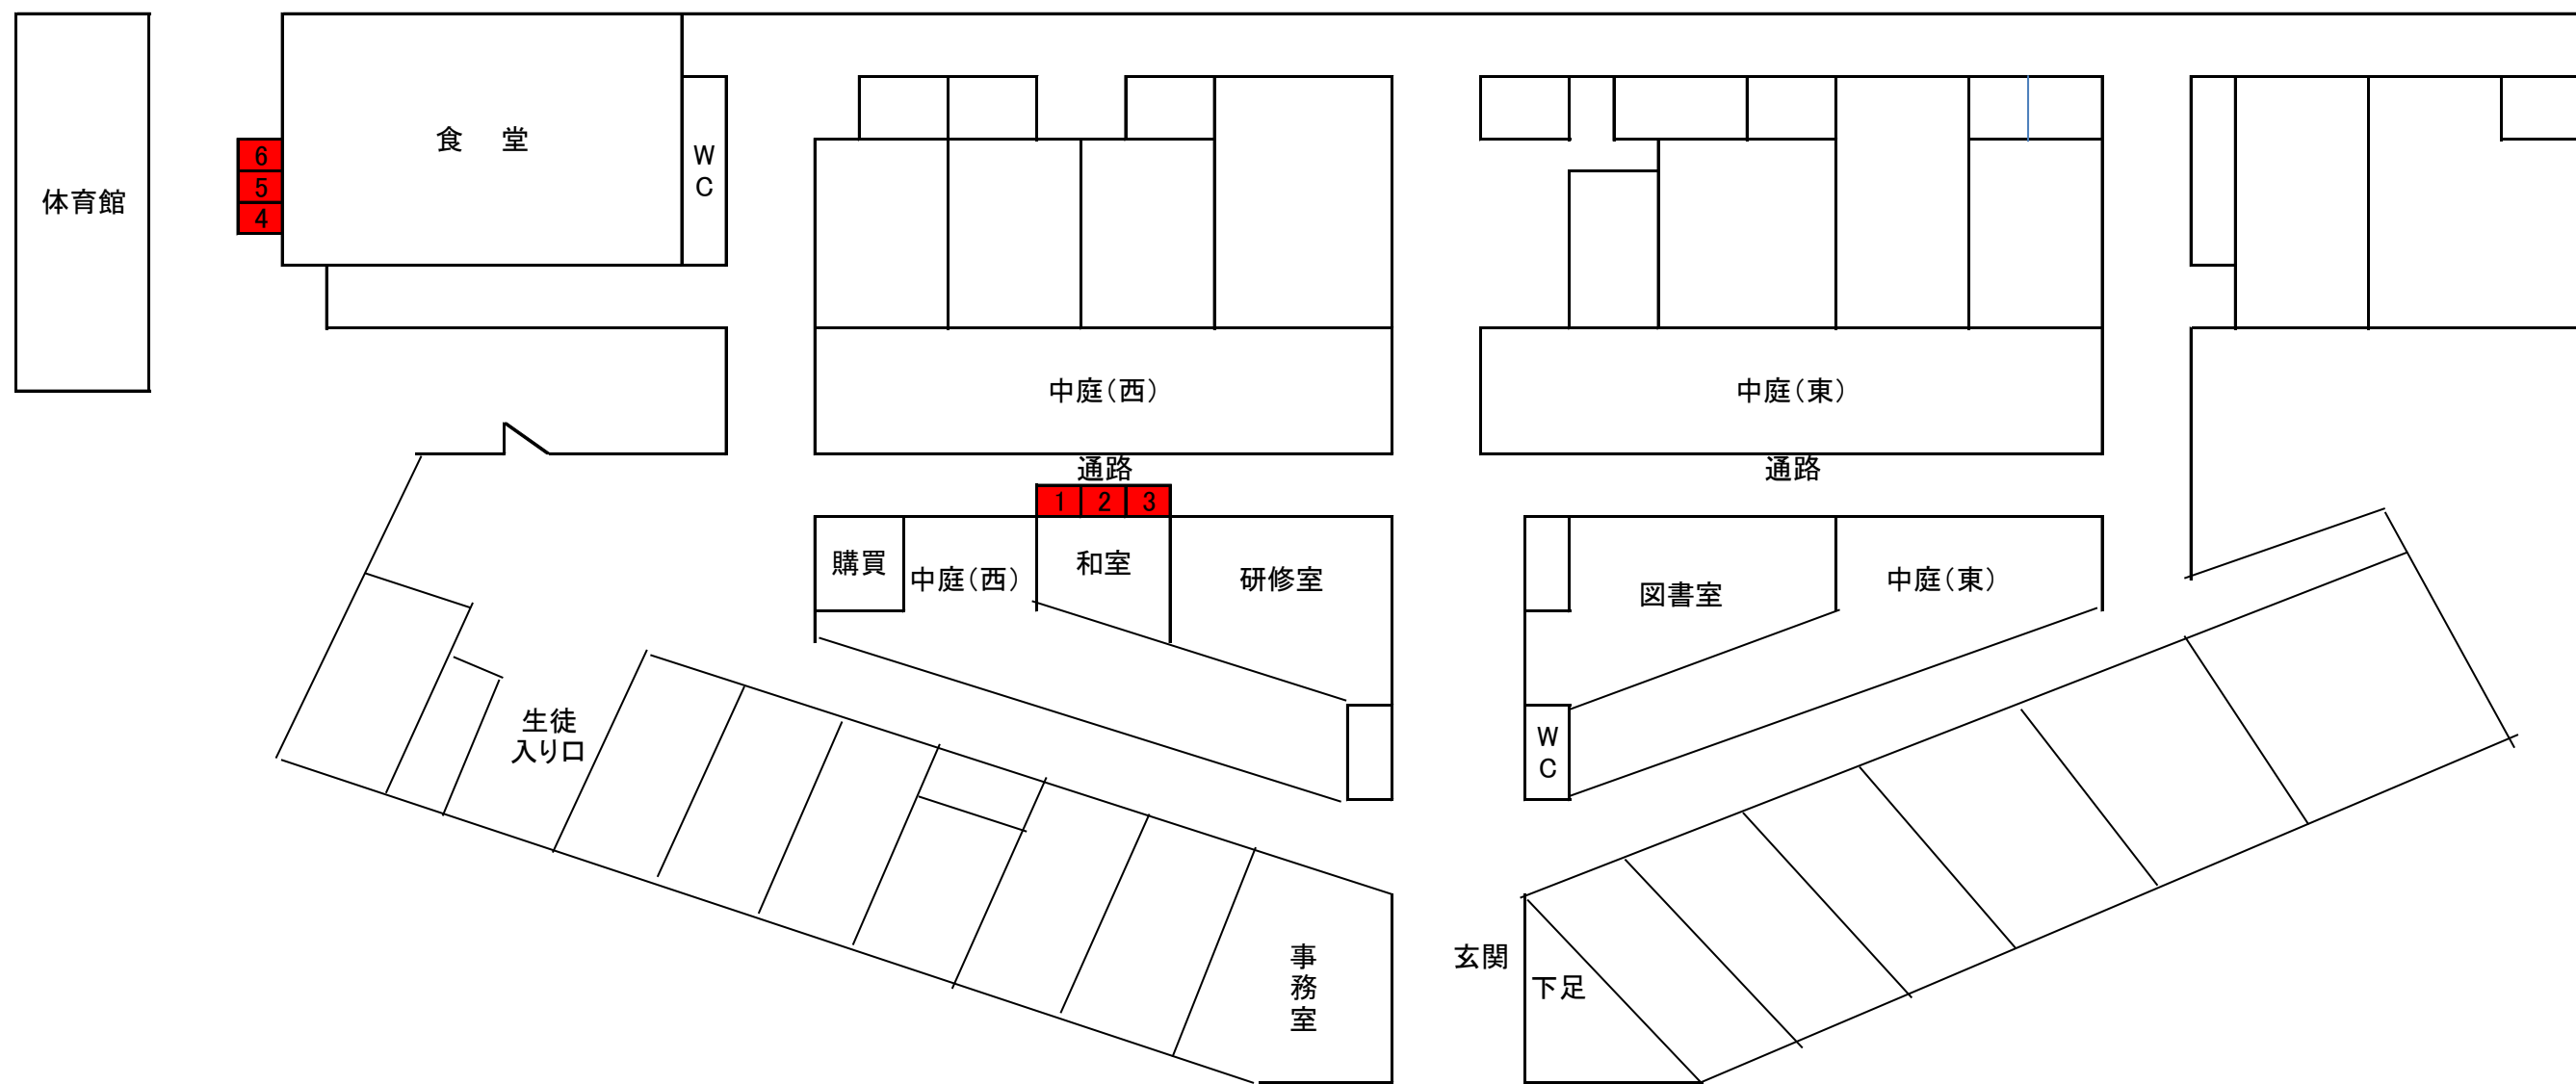 食　堂
W
C
6
5
4
体育館
中庭（西）
中庭（東）
通路
通路
1 2 3
購買
中庭（西）
和室
研修室
図書室
中庭（東）
生徒
入り口
W
C
事
務
室
玄関
下足